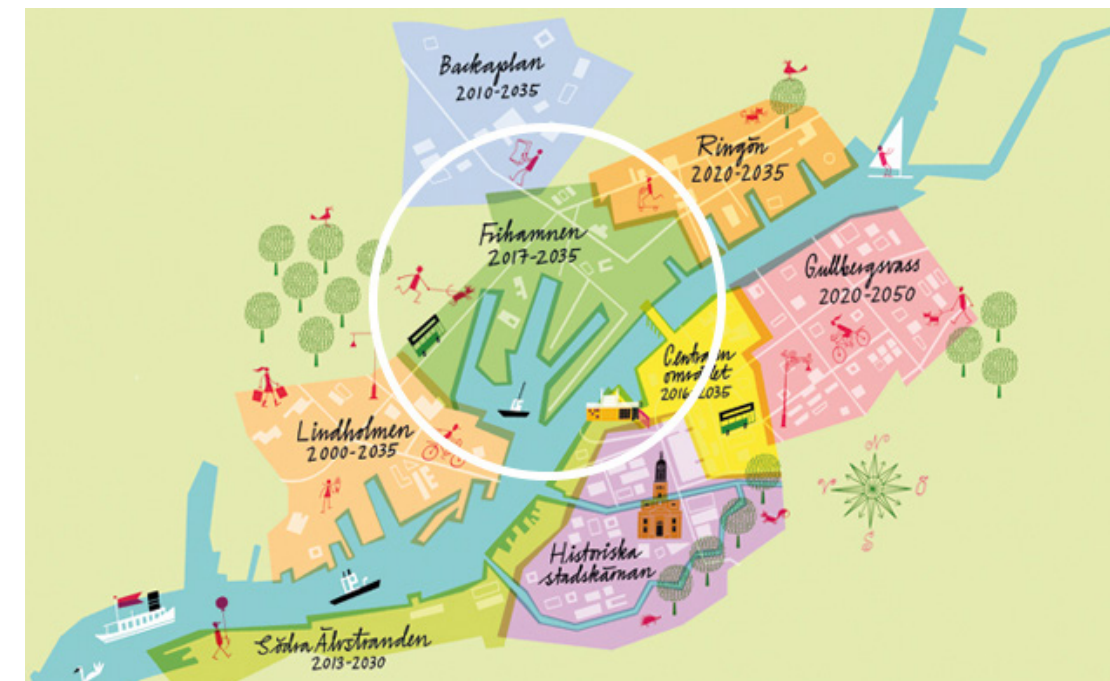 Backaplan
2010-2035
Ringön
2020-2035
Frihamnen
2017-2035
Gullbergsvass
2020-2050
Centralen
området
2016-2035
Lindholmen
2000-2035
N
V
Ö
S
Historiska
stadskärnan
Södra Älvstranden
2013-2030